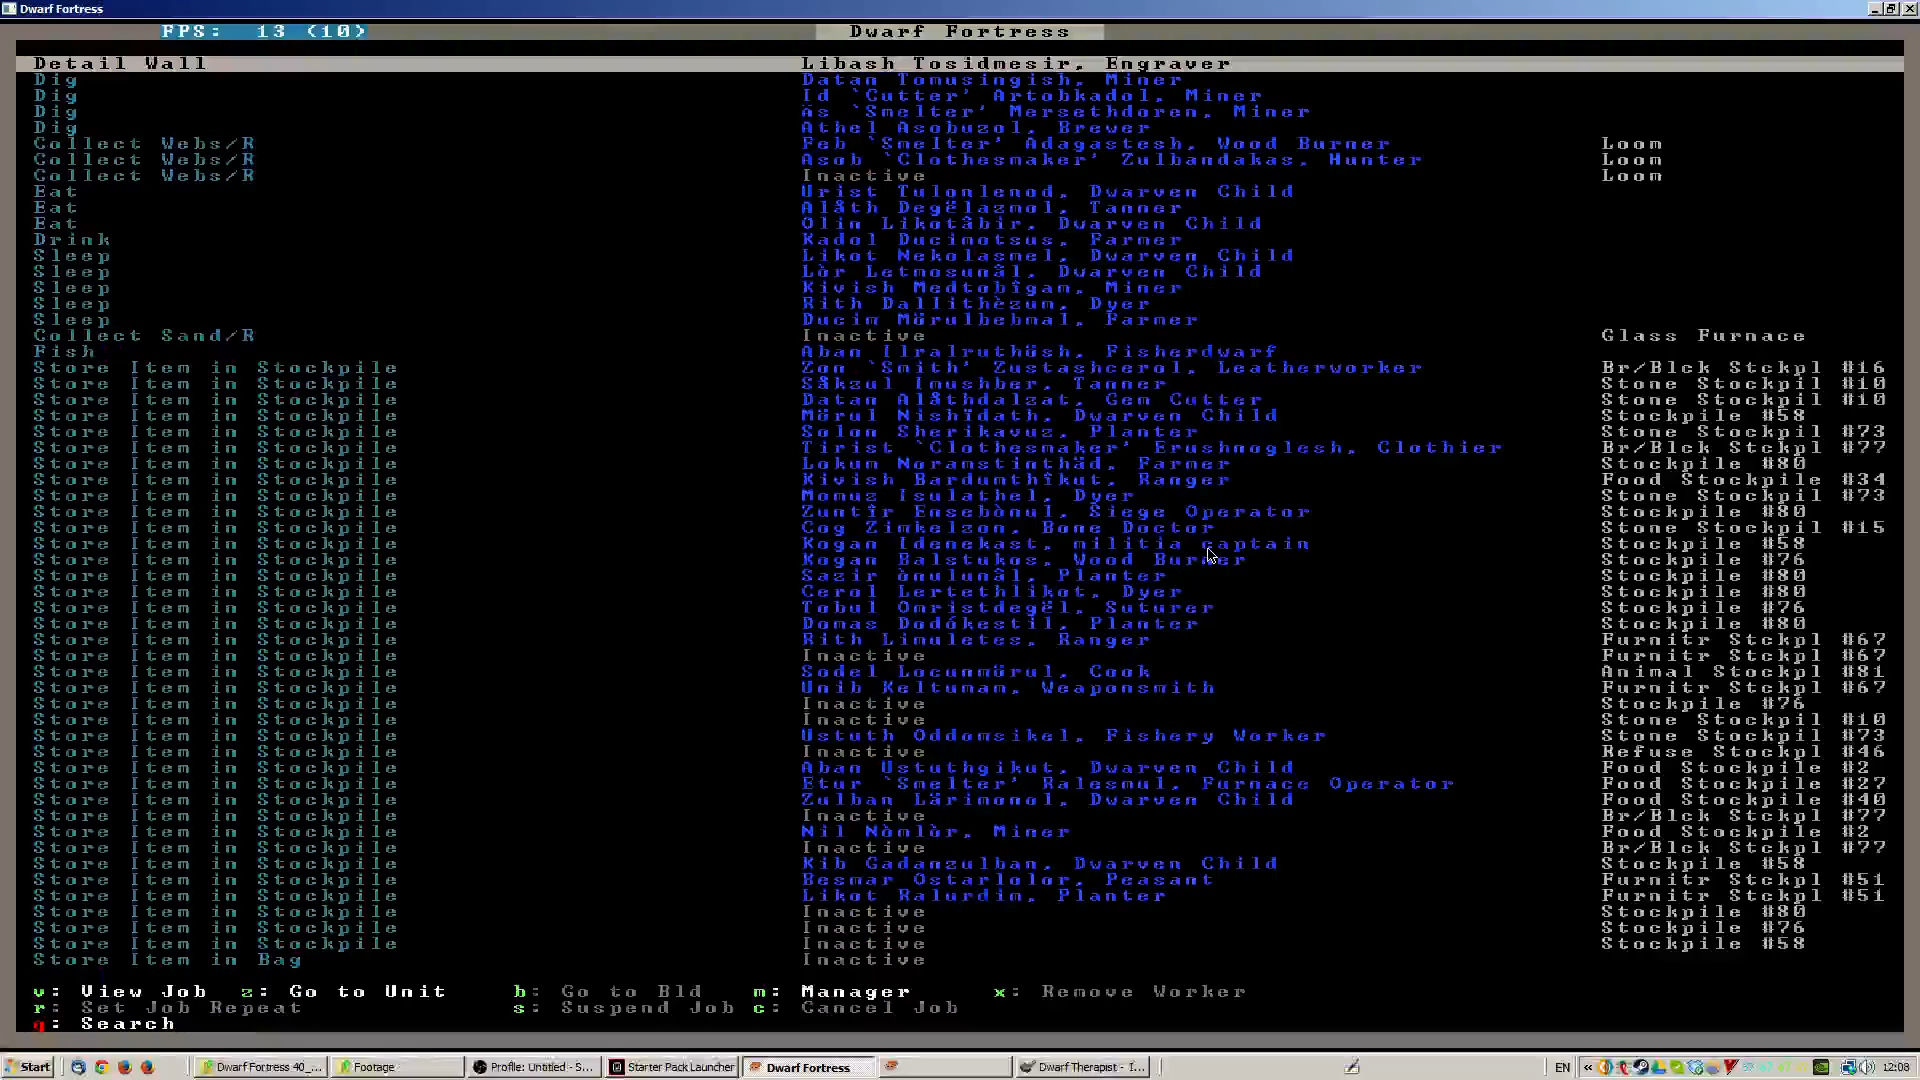 Dwarf Fortress
FPS: 13 (10) Dwarf Fortress
Detail Wall Libash Tosidmesir, Engraver
Dig Datan Tomusingish, Miner
Dig Id `Cutter' Artobkadol, Miner
Dig Às `Smelter' Mersethdoren, Miner
Dig Athel Asobuzol, Brewer
Collect Webs/R Feb `Smelter' Adagastesh, Wood Burner Loom
Collect Webs/R Asob `Clothesmaker' Zulbandakas, Hunter Loom
Collect Webs/R Inactive Loom
Eat Urist Tulonlenod, Dwarven Child
Eat Alåth Degëlazmol, Tanner
Eat Olin Likotâbir, Dwarven Child
Drink Kadol Ducimotsus, Farmer
Sleep Likot Nekolasmel, Dwarven Child
Sleep Lòr Letmosunâl, Dwarven Child
Sleep Kivish Medtobîgam, Miner
Sleep Rith Dallithèzum, Dyer
Sleep Ducim Mörulbebmal, Farmer
Collect Sand/R Inactive Glass Furnace
Fish Aban Ilralruthösh, Fisherdwarf
Store Item in Stockpile Zon `Smith' Zustashcerol, Leatherworker Br/Blck Stckpl #16
Store Item in Stockpile Såkzul Imushber, Tanner Stone Stockpil #10
Store Item in Stockpile Datan Alåthdalzat, Gem Cutter Stone Stockpil #10
Store Item in Stockpile Mörul Nishïdath, Dwarven Child Stockpile #58
Store Item in Stockpile Solon Sherikavuz, Planter Stone Stockpil #73
Store Item in Stockpile Tirist `Clothesmaker' Erushnoglesh, Clothier Br/Blck Stckpl #77
Store Item in Stockpile Lokum Noramstinthäd, Farmer Stockpile #80
Store Item in Stockpile Kivish Bardumthîkut, Ranger Food Stockpile #34
Store Item in Stockpile Momuz Isulathel, Dyer Stone Stockpil #73
Store Item in Stockpile Zuntîr Ensebònul, Siege Operator Stockpile #80
Store Item in Stockpile Cog Zimkelzon, Bone Doctor Stone Stockpil #15
Store Item in Stockpile Kogan Idenekast, militia captain Stockpile #58
Store Item in Stockpile Kogan Balstukos, Wood Burner Stockpile #76
Store Item in Stockpile Sazir ònulunâl, Planter Stockpile #80
Store Item in Stockpile Cerol Lertethlikot, Dyer Stockpile #80
Store Item in Stockpile Tobul Omristdegël, Suturer Stockpile #76
Store Item in Stockpile Domas Dodókestil, Planter Stockpile #80
Store Item in Stockpile Rith Limuletes, Ranger Furnitr Stckpl #67
Store Item in Stockpile Inactive Furnitr Stckpl #67
Store Item in Stockpile Sodel Locunmörul, Cook Animal Stckpl #81
Store Item in Stockpile Unib Keltumam, Weaponsmith Furnitr Stckpl #67
Store Item in Stockpile Inactive Stockpile #76
Store Item in Stockpile Inactive Stone Stockpil #10
Store Item in Stockpile Ustuth Oddomsikel, Fishery Worker Stone Stockpil #73
Store Item in Stockpile Inactive Refuse Stockpl #46
Store Item in Stockpile Aban Ustuthgikut, Dwarven Child Food Stockpile #2
Store Item in Stockpile Etur `Smelter' Ralesmul, Furnace Operator Food Stockpile #27
Store Item in Stockpile Zulban Lärimonol, Dwarven Child Food Stockpile #40
Store Item in Stockpile Inactive Br/Blck Stckpl #77
Store Item in Stockpile Nil Nòmlòr, Miner Food Stockpile #2
Store Item in Stockpile Inactive Br/Blck Stckpl #77
Store Item in Stockpile Kib Gadanzulban, Dwarven Child Stockpile #58
Store Item in Stockpile Besmar Ostarlolor, Peasant Furnitr Stckpl #51
Store Item in Stockpile Likot Ralurdim, Planter Furnitr Stckpl #51
Store Item in Stockpile Inactive Stockpile #80
Store Item in Stockpile Inactive Stockpile #76
Store Item in Stockpile Inactive Stockpile #58
Store Item in Bag Inactive
v: View Job z: Go to Unit b: Go to Bld m: Manager x: Remove Worker
r: Set Job Repeat s: Suspend Job c: Cancel Job
q: Search
Start Dwarf Fortress 40_... Footage Profile: Untitled - S... Starter Pack Launcher Dwarf Fortress Dwarf Therapist - I... EN « 12:08